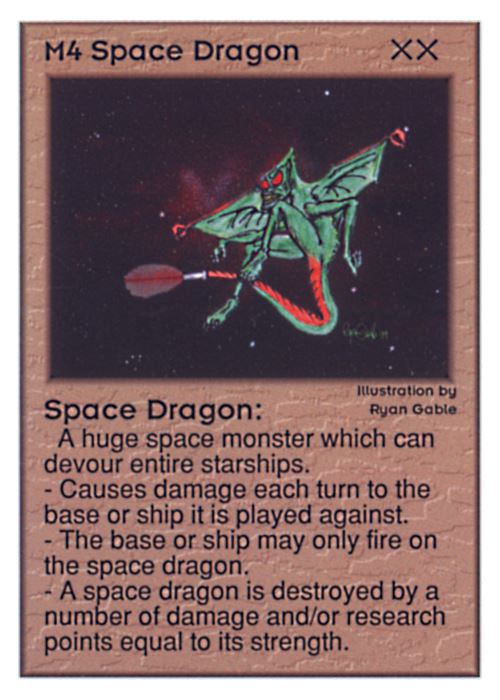 M4 Space Dragon XX
Illustration by
Ryan Gable
Space Dragon:
A huge space monster which can
devour entire starships.
- Causes damage each turn to the
base or ship it is played against.
- The base or ship may only fire on
the space dragon.
- A space dragon is destroyed by a
number of damage and/or research
points equal to its strength.